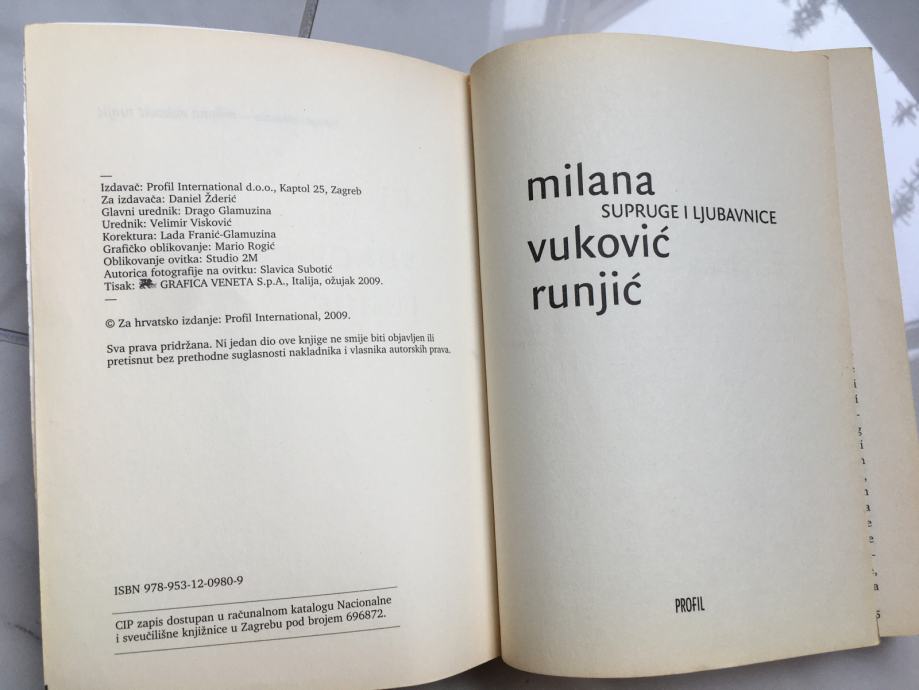 Izdavač: Profil International d.o.o., Kaptol 25, Zagreb
Za izdavača: Daniel Žderić
Glavni urednik: Drago Glamuzina
Urednik: Velimir Visković
Korektura: Lada Franić-Glamuzina
Grafičko oblikovanje: Mario Rogić
Oblikovanje ovitka: Studio 2M
Autorica fotografije na ovitku: Slavica Subotić
Tisak: GRAFICA VENETA S.p.A., Italija, ožujak 2009.
© Za hrvatsko izdanje: Profil International, 2009.
Sva prava pridržana. Ni jedan dio ove knjige ne smije biti objavljen ili
pretisnut bez prethodne suglasnosti nakladnika i vlasnika autorskih prava.
ISBN 978-953-12-0980-9
CIP zapis dostupan u računalnom katalogu Nacionalne
i sveučilišne knjižnice u Zagrebu pod brojem 696872.
milana
SUPRUGE I LJUBAVNICE
vuković
runjić
PROFIL